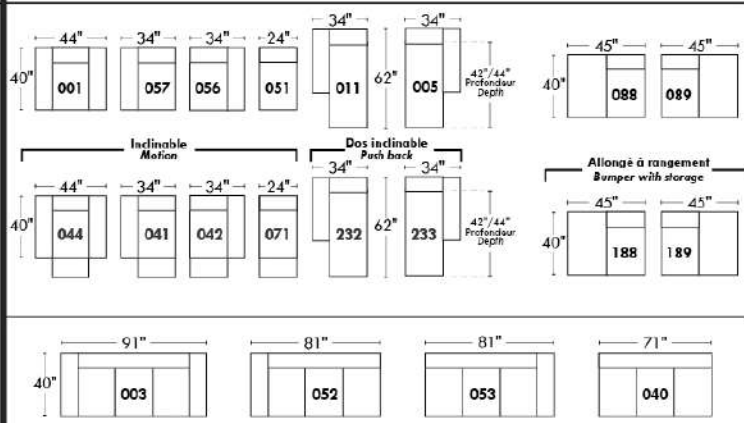 44" 34" 34" 24" 34" 34" 45" 45"
40" 001 057 056 051 011 62" 005 42"/44" Profondeur Depth 40" 088 089
Inclinable
Motion
Dos inclinable
Push back
Allongé à rangement
Bumper with storage
44" 34" 34" 24" 34" 34" 45" 45"
40" 044 041 042 071 232 62" 233 42"/44" Profondeur Depth 40" 188 189
91" 81" 81" 71"
40" 003 052 053 040